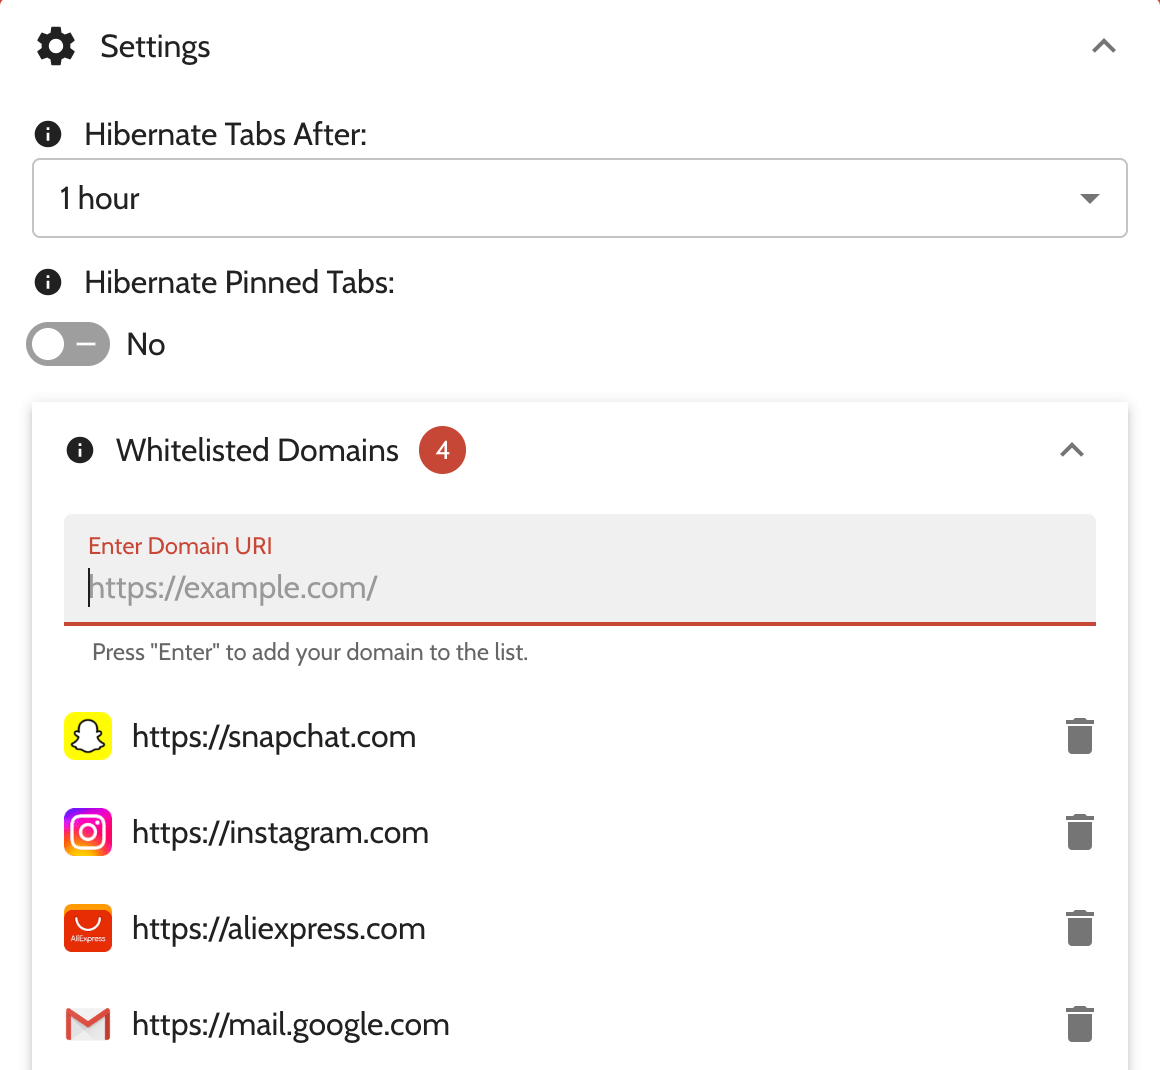 Settings
Hibernate Tabs After:
1 hour
Hibernate Pinned Tabs:
No
Whitelisted Domains 4
Enter Domain URI
https://example.com/
Press "Enter" to add your domain to the list.
https://snapchat.com
https://instagram.com
AliExpress
https://aliexpress.com
https://mail.google.com